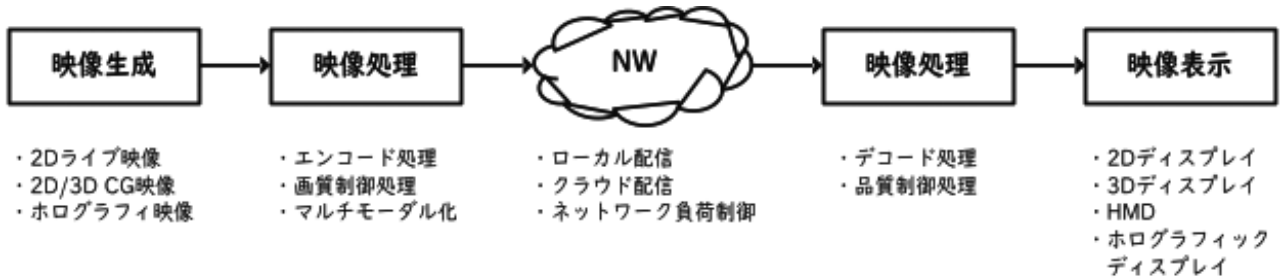 映像生成
映像処理
NW
映像処理
映像表示
・2Dライブ映像
・2D/3D CG映像
・ホログラフィ映像
・エンコード処理
・画質制御処理
・マルチモーダル化
・ローカル配信
・クラウド配信
・ネットワーク負荷制御
・デコード処理
・品質制御処理
・2Dディスプレイ
・3Dディスプレイ
・HMD
・ホログラフィック
ディスプレイ